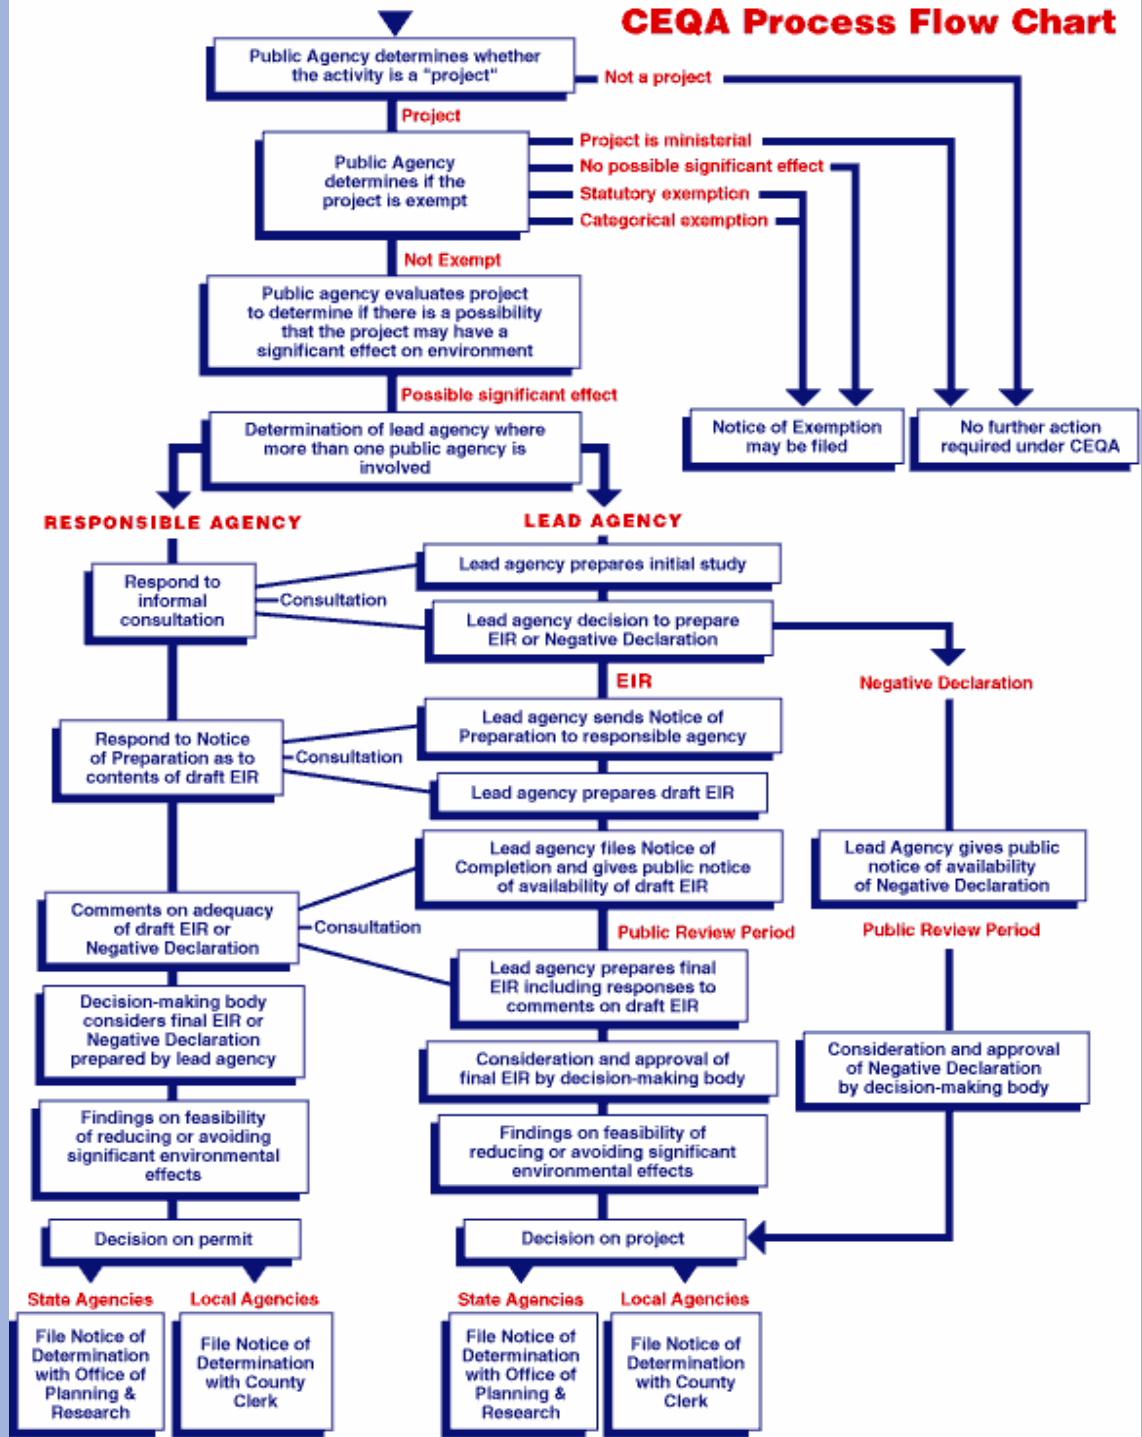 CEQA Process Flow Chart
Public Agency determines whether
the activity is a "project"
Not a project
Project
Public Agency
determines if the
project is exempt
Project is ministerial
No possible significant effect
Statutory exemption
Categorical exemption
Not Exempt
Public agency evaluates project
to determine if there is a possibility
that the project may have a
significant effect on environment
Possible significant effect
Determination of lead agency where
more than one public agency is
involved
Notice of Exemption
may be filed
No further action
required under CEQA
RESPONSIBLE AGENCY
LEAD AGENCY
Respond to
informal
consultation
Consultation
Lead agency prepares initial study
Lead agency decision to prepare
EIR or Negative Declaration
EIR
Negative Declaration
Respond to Notice
of Preparation as to
contents of draft EIR
Consultation
Lead agency sends Notice of
Preparation to responsible agency
Lead agency prepares draft EIR
Lead agency files Notice of
Completion and gives public notice
of availability of draft EIR
Lead Agency gives public
notice of availability
of Negative Declaration
Comments on adequacy
of draft EIR or
Negative Declaration
Consultation
Public Review Period
Public Review Period
Lead agency prepares final
EIR including responses to
comments on draft EIR
Decision-making body
considers final EIR or
Negative Declaration
prepared by lead agency
Consideration and approval of
final EIR by decision-making body
Consideration and approval
of Negative Declaration
by decision-making body
Findings on feasibility
of reducing or avoiding
significant environmental
effects
Findings on feasibility of
reducing or avoiding significant
environmental effects
Decision on permit
Decision on project
State Agencies
Local Agencies
State Agencies
Local Agencies
File Notice of
Determination
with Office of
Planning &
Research
File Notice of
Determination
with County
Clerk
File Notice of
Determination
with Office of
Planning &
Research
File Notice of
Determination
with County
Clerk